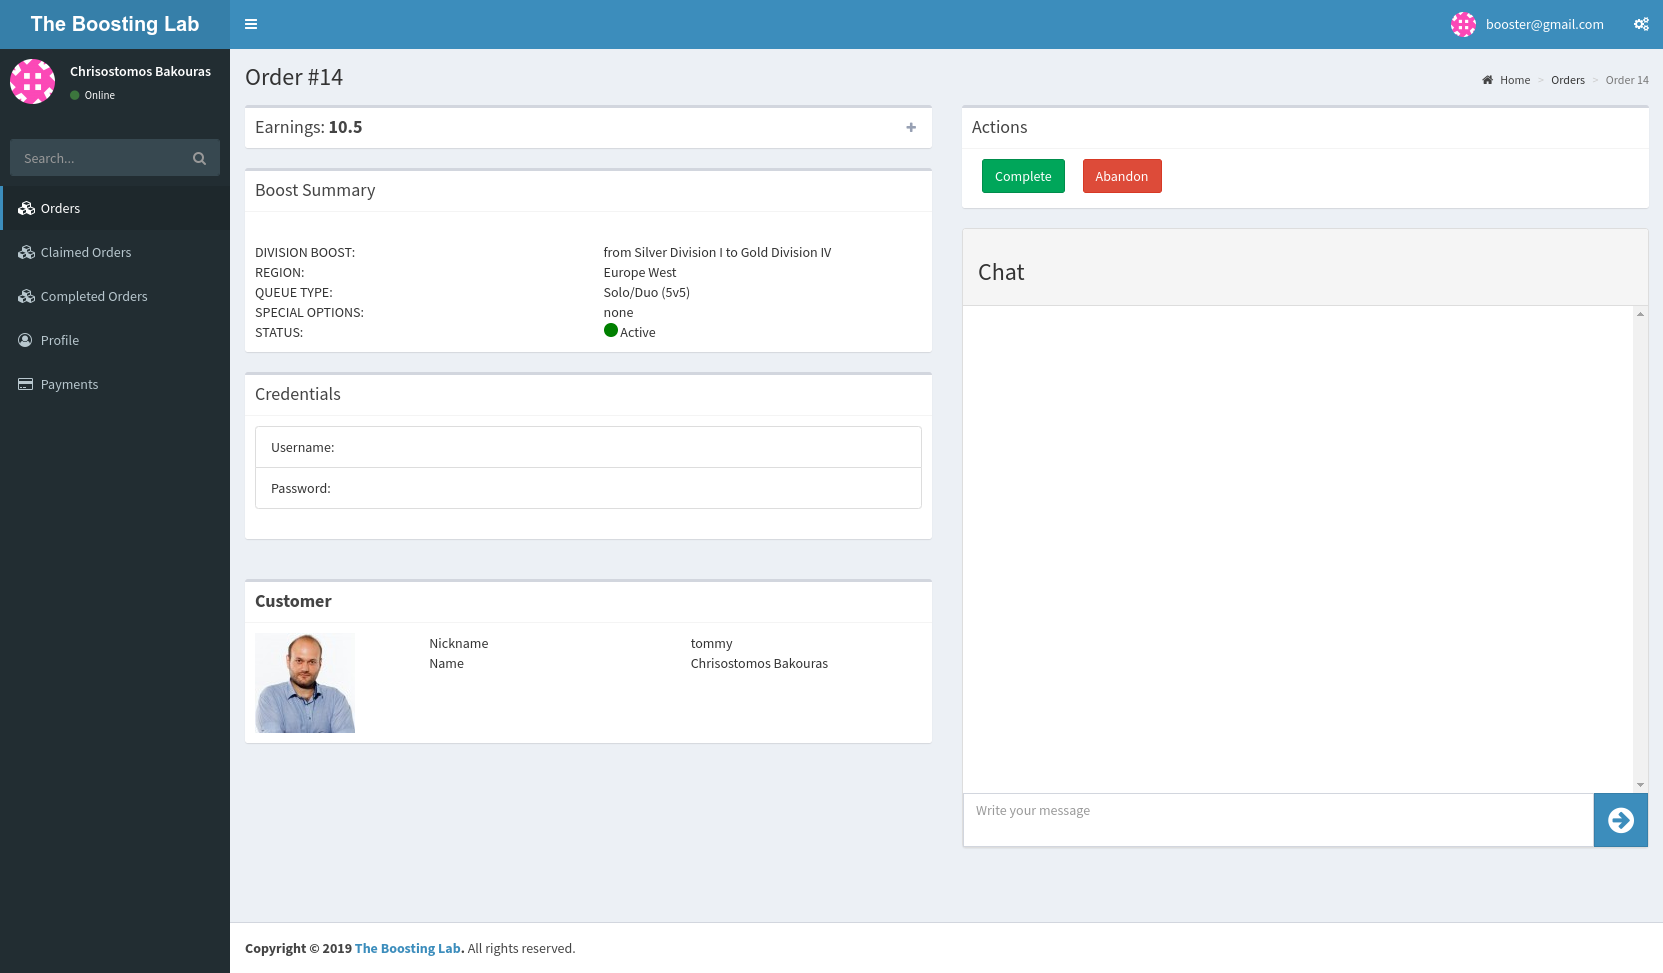 The Boosting Lab
booster@gmail.com
Chrisostomos Bakouras
Online
Search...
Orders
Claimed Orders
Completed Orders
Profile
Payments
Order #14
Home > Orders > Order 14
Earnings: 10.5
Boost Summary
DIVISION BOOST: from Silver Division I to Gold Division IV
REGION: Europe West
QUEUE TYPE: Solo/Duo (5v5)
SPECIAL OPTIONS: none
STATUS: Active
Credentials
Username:
Password:
Customer
Nickname tommy
Name Chrisostomos Bakouras
Actions
Complete Abandon
Chat
Write your message
Copyright © 2019 The Boosting Lab. All rights reserved.